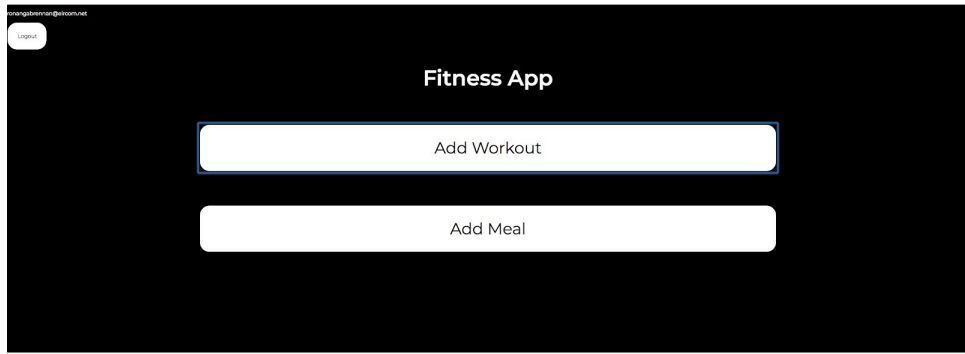 ronangabrennan@eircom.net
Logout
Fitness App
Add Workout
Add Meal